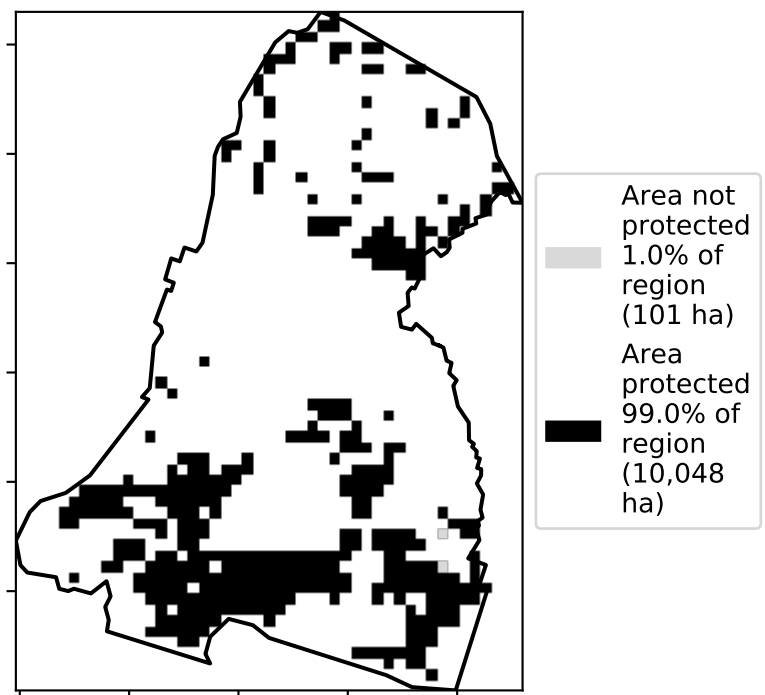 Area not
protected
1.0% of
region
(101 ha)
Area
protected
99.0% of
region
(10,048
ha)